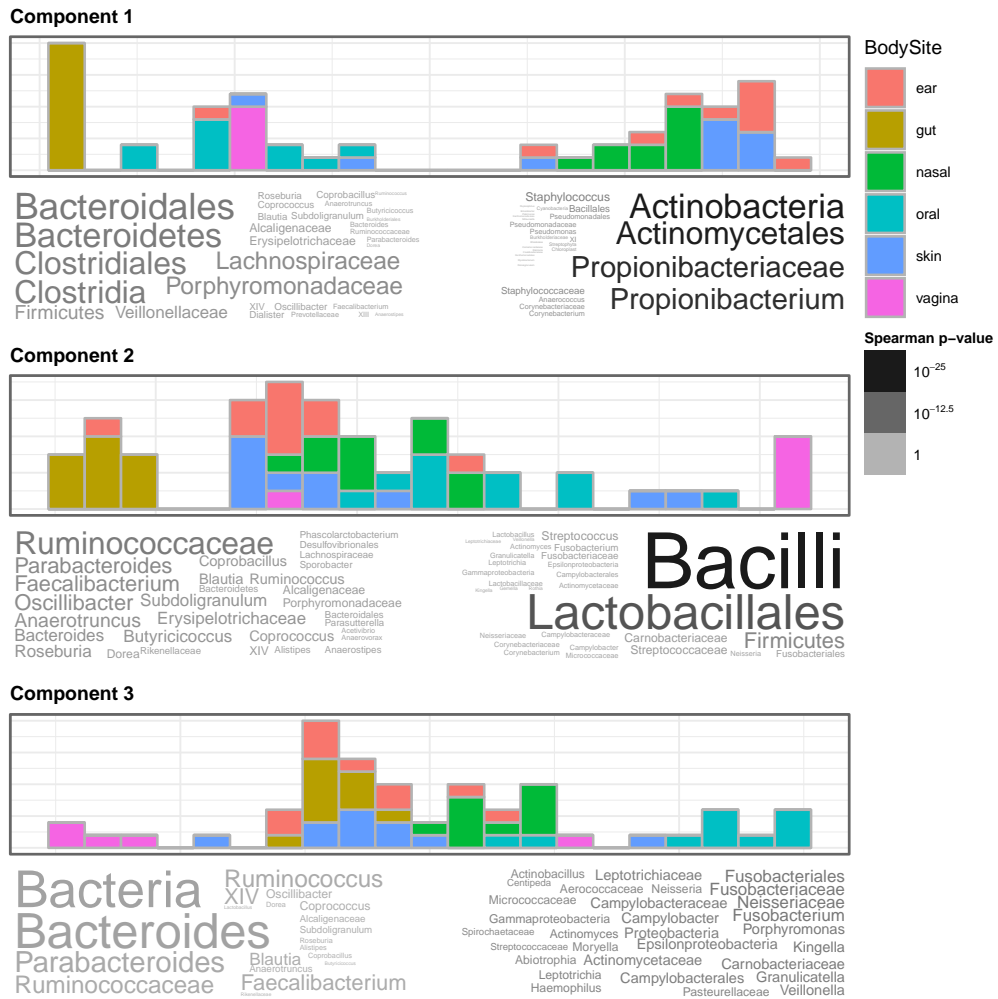 Component 1
BodySite
ear
gut
nasal
oral
skin
vagina
Spearman p−value
10−25
10−12.5
1
Bacteroidales
Bacteroidetes
Clostridiales
Clostridia
Firmicutes Veillonellaceae
Lachnospiraceae
Porphyromonadaceae
Roseburia Coprobacillus
Coprococcus Anaerotruncus
Butyricicoccus
Blautia Subdoligranulum
Alcaligenaceae Bacteroides
Ruminococcaceae
Erysipelotrichaceae Parabacteroides
Dorea
XIV Oscillibacter Faecalibacterium
Dialister Prevotellaceae XIII Anaerostipes
Staphylococcus
Cyanobacteria Bacillales
Pseudomonadales
Pseudomonadaceae
Pseudomonas
XI
Staphylococcaceae
Anaerococcus
Corynebacteriaceae
Corynebacterium
Actinobacteria
Actinomycetales
Propionibacteriaceae
Propionibacterium
Component 2
Ruminococcaceae
Parabacteroides Coprobacillus
Faecalibacterium Blautia Ruminococcus
Bacteroidetes Alcaligenaceae
Oscillibacter Subdoligranulum Porphyromonadaceae
Anaerotruncus Erysipelotrichaceae
Bacteroides Butyricicoccus Coprococcus
Roseburia Dorea Rikenellaceae XIV Alistipes Anaerostipes
Phascolarctobacterium
Desulfovibrionales
Lachnospiraceae
Sporobacter
Bacteroidales
Parasutterella
Acetivibrio
Anaerovorax
Lactobacillus Streptococcus
Actinomyces Fusobacterium
Granulicatella Fusobacteriaceae
Leptotrichia Epsilonproteobacteria
Gammaproteobacteria Campylobacterales
Lactobacillaceae Actinomycetaceae
Kingella
Bacilli
Lactobacillales
Neisseriaceae Campylobacteraceae Carnobacteriaceae Firmicutes
Corynebacteriaceae Campylobacter Streptococcaceae Neisseria Fusobacteriales
Corynebacterium Micrococcaceae
Component 3
Bacteria
Bacteroides
Parabacteroides
Ruminococcaceae
Ruminococcus
XIV Oscillibacter
Dorea Coprococcus
Alcaligenaceae
Subdoligranulum
Roseburia
Alistipes
Blautia Coprobacillus
Anaerotruncus
Faecalibacterium
Actinobacillus Leptotrichiaceae Fusobacteriales
Centipeda Aerococcaceae Neisseria Fusobacteriaceae
Micrococcaceae Campylobacteraceae Neisseriaceae
Gammaproteobacteria Campylobacter Fusobacterium
Spirochaetaceae Actinomyces Proteobacteria Porphyromonas
Streptococcaceae Moryella Epsilonproteobacteria Kingella
Abiotrophia Actinomycetaceae Carnobacteriaceae
Leptotrichia Campylobacterales Granulicatella
Haemophilus Pasteurellaceae Veillonella